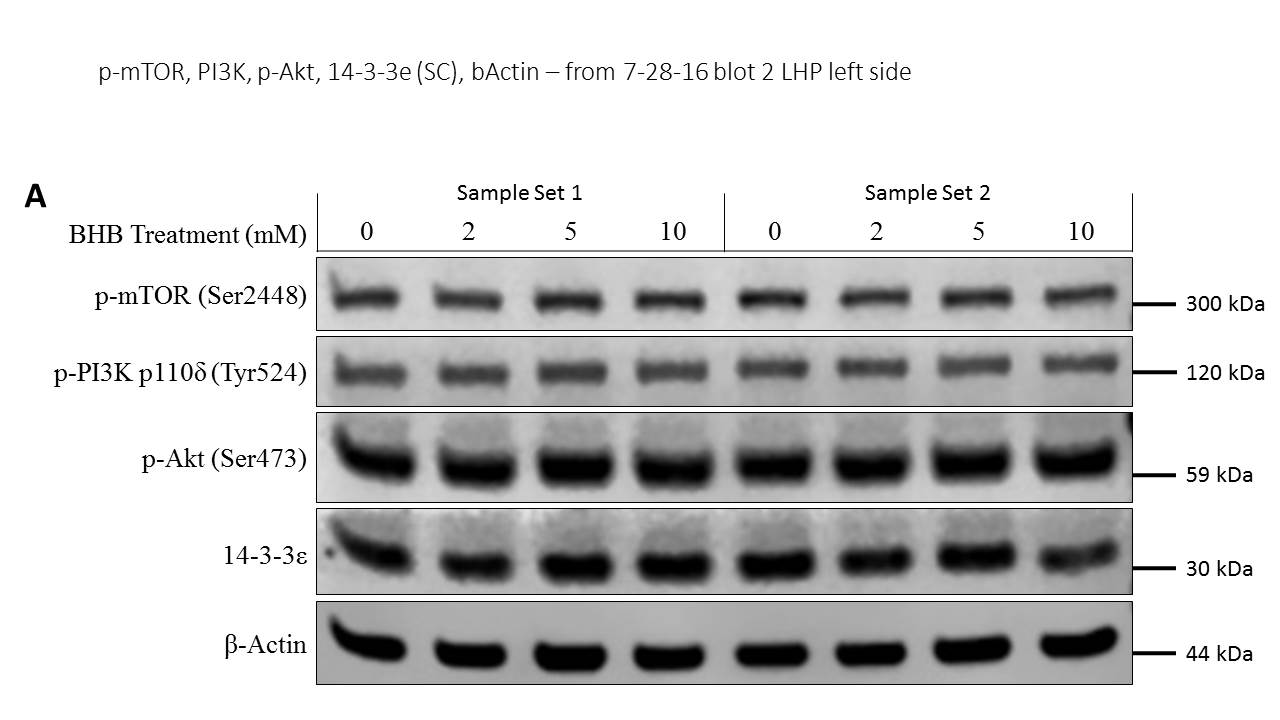 p-mTOR, PI3K, p-Akt, 14-3-3e (SC), bActin – from 7-28-16 blot 2 LHP left side
A
Sample Set 1 Sample Set 2
BHB Treatment (mM) 0 2 5 10 0 2 5 10
p-mTOR (Ser2448) 300 kDa
p-PI3K p110δ (Tyr524) 120 kDa
p-Akt (Ser473) 59 kDa
14-3-3ε 30 kDa
β-Actin 44 kDa